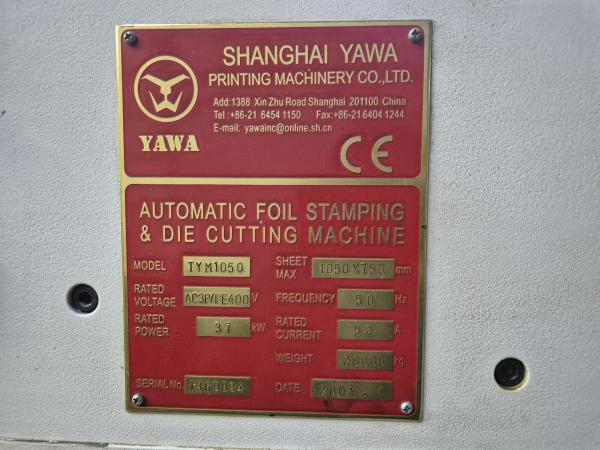 SHANGHAI YAWA
PRINTING MACHINERY CO.,LTD.
Add:1388 Xin Zhu Road Shanghai 201100 China
Tel:+86-21 6454 1150 Fax:+86-21 6404 1244
E-mail: yawainc@online.sh.cn
YAWA
CE
AUTOMATIC FOIL STAMPING
& DIE CUTTING MACHINE
MODEL TYM1050 SHEET MAX 1050X750 mm
RATED VOLTAGE AC3P/PE400 V FREQUENCY 50 Hz
RATED POWER 37 kW RATED CURRENT 52 A
WEIGHT 20000 kg
SERIAL No. DATE 2007.